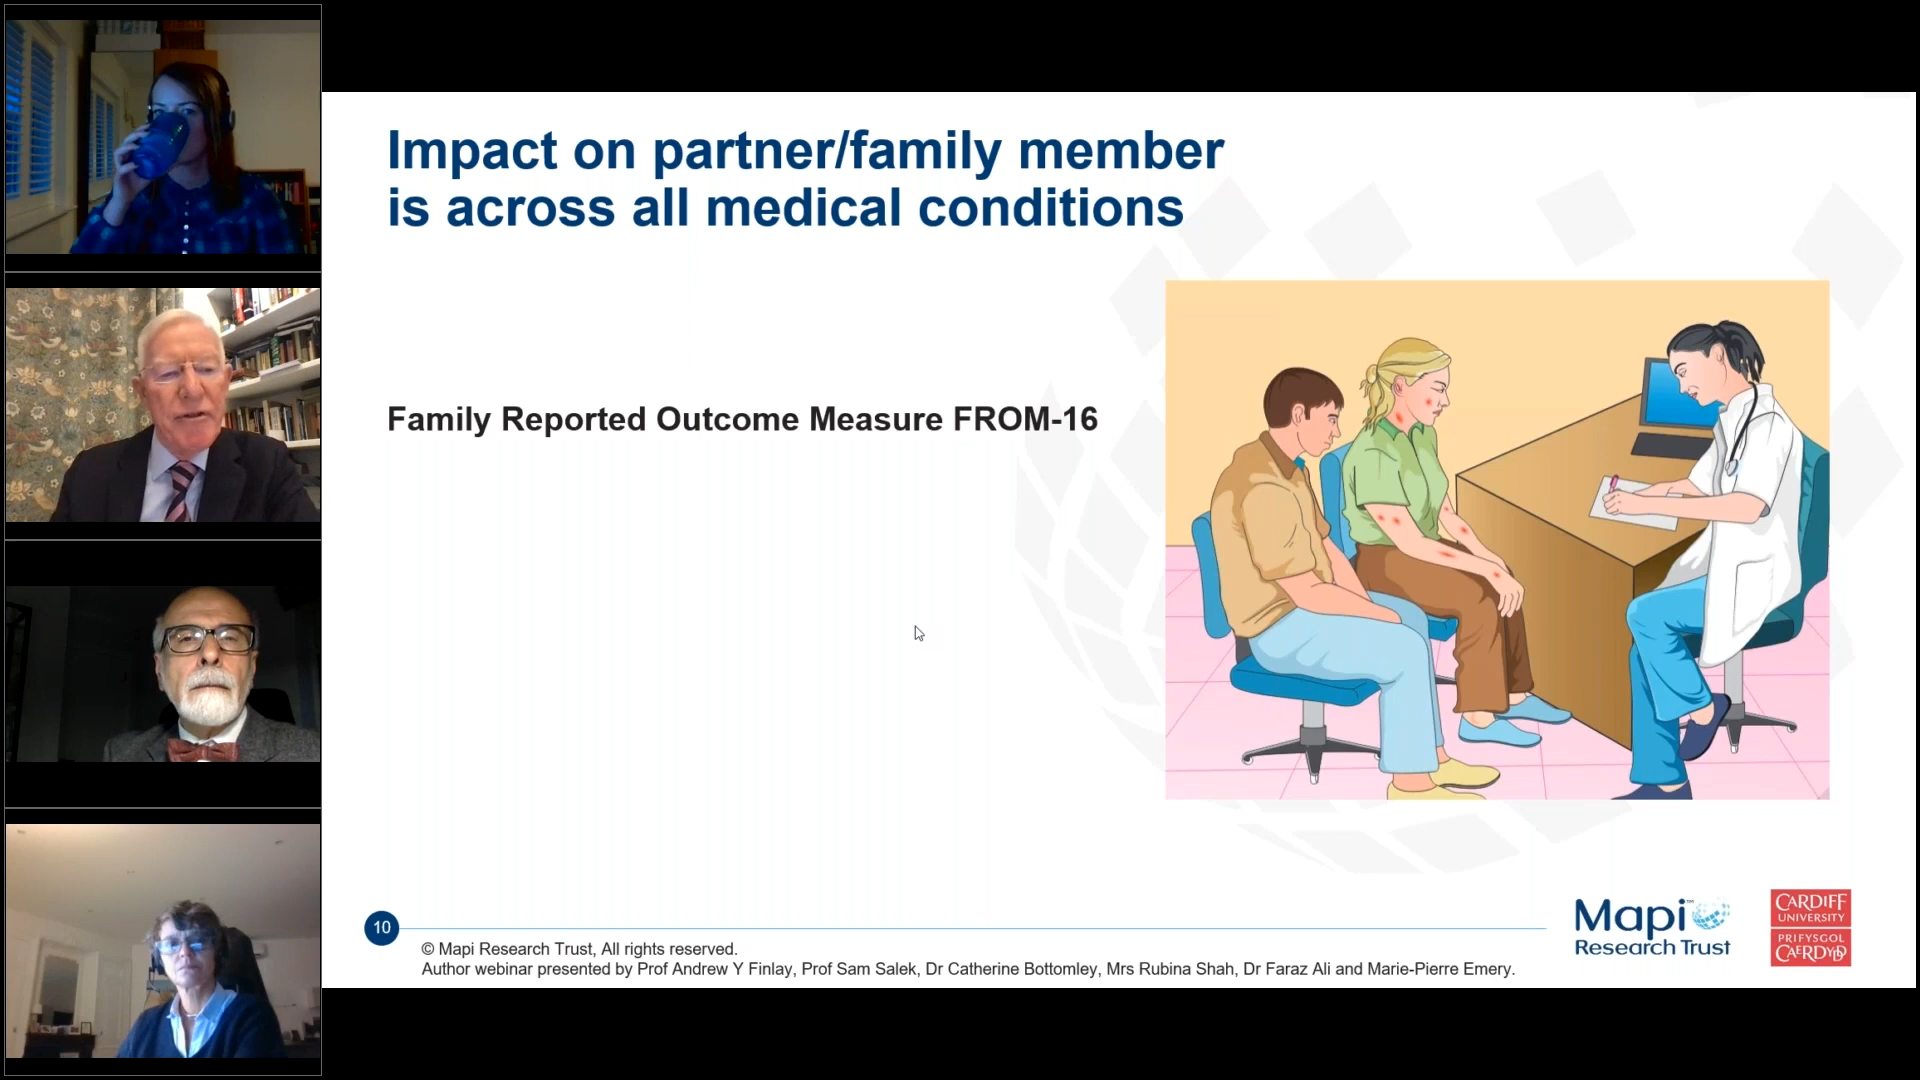 Impact on partner/family member
is across all medical conditions
Family Reported Outcome Measure FROM-16
10
© Mapi Research Trust, All rights reserved.
Author webinar presented by Prof Andrew Y Finlay, Prof Sam Salek, Dr Catherine Bottomley, Mrs Rubina Shah, Dr Faraz Ali and Marie-Pierre Emery.
Mapi™
Research Trust
CARDIFF
UNIVERSITY
PRIFYSGOL
CAERDYDD